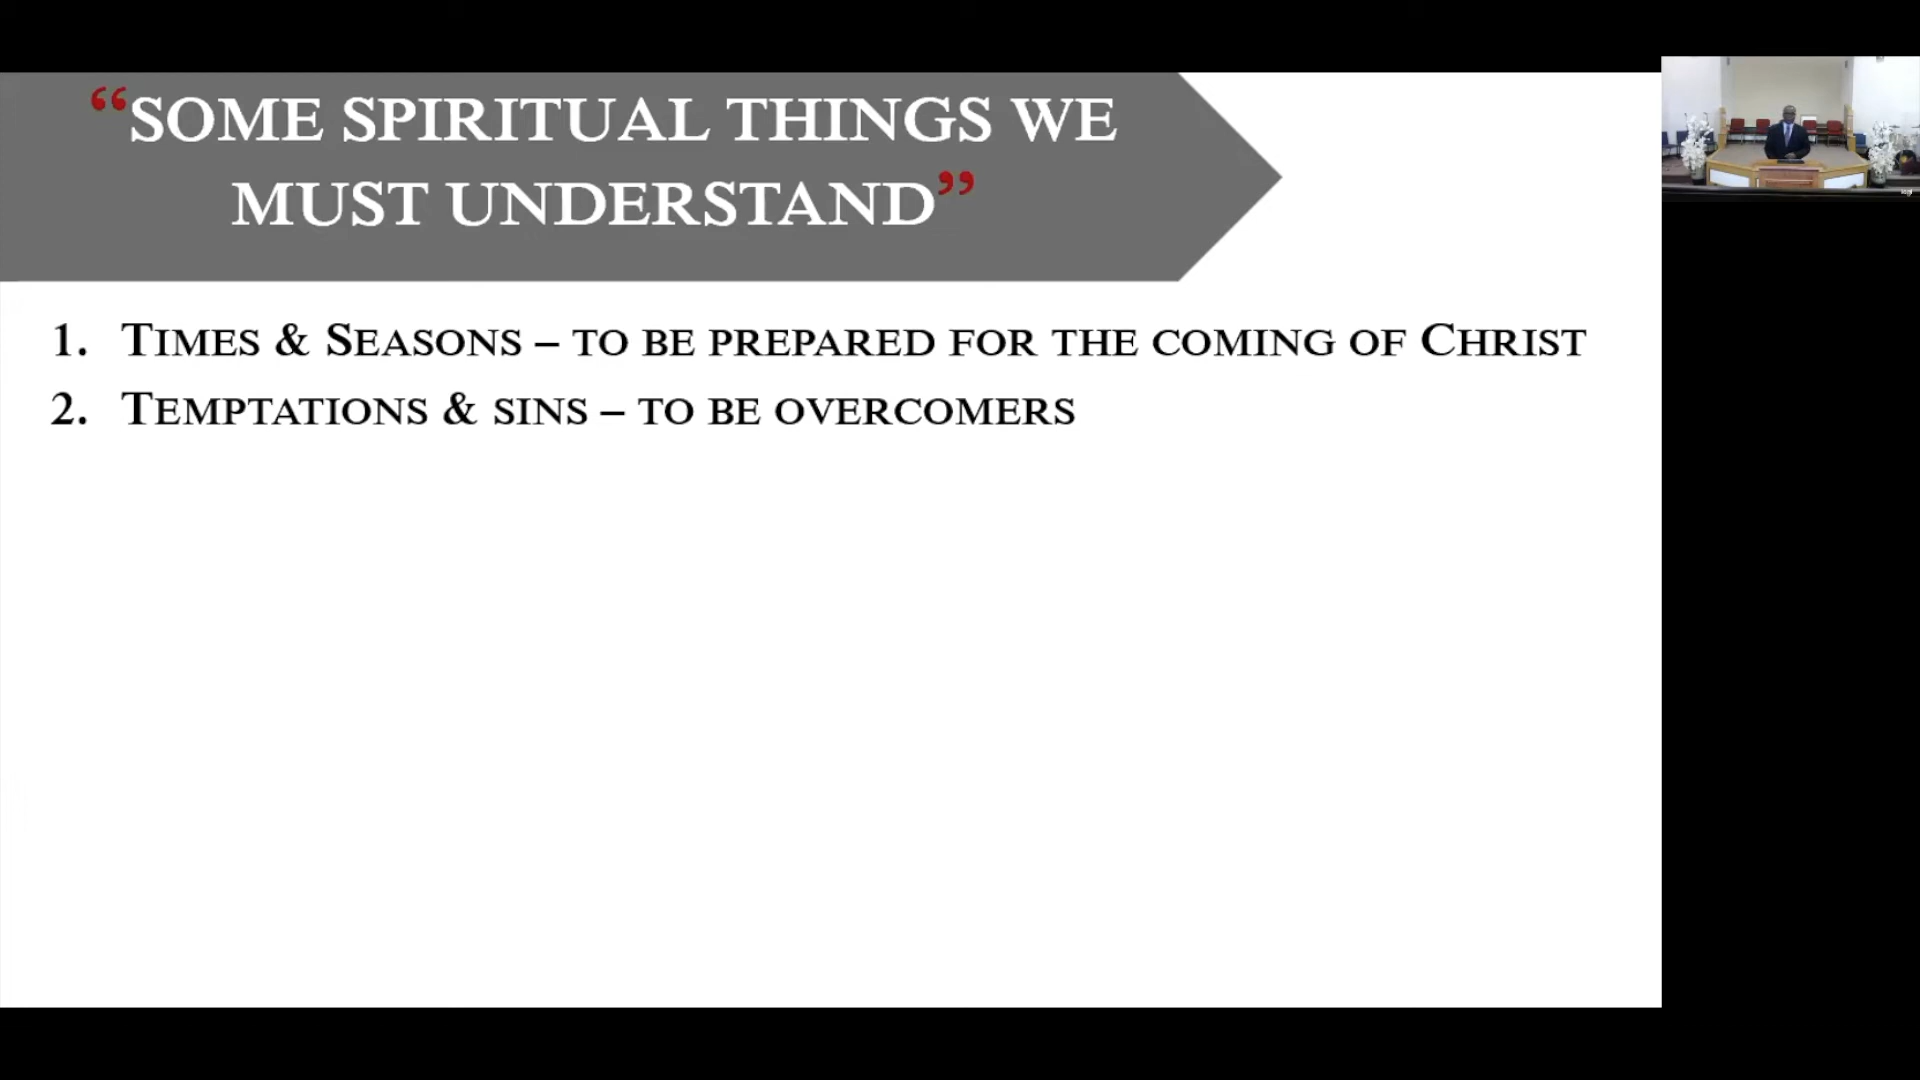 “SOME SPIRITUAL THINGS WE
MUST UNDERSTAND”
1. TIMES & SEASONS – TO BE PREPARED FOR THE COMING OF CHRIST
2. TEMPTATIONS & SINS – TO BE OVERCOMERS